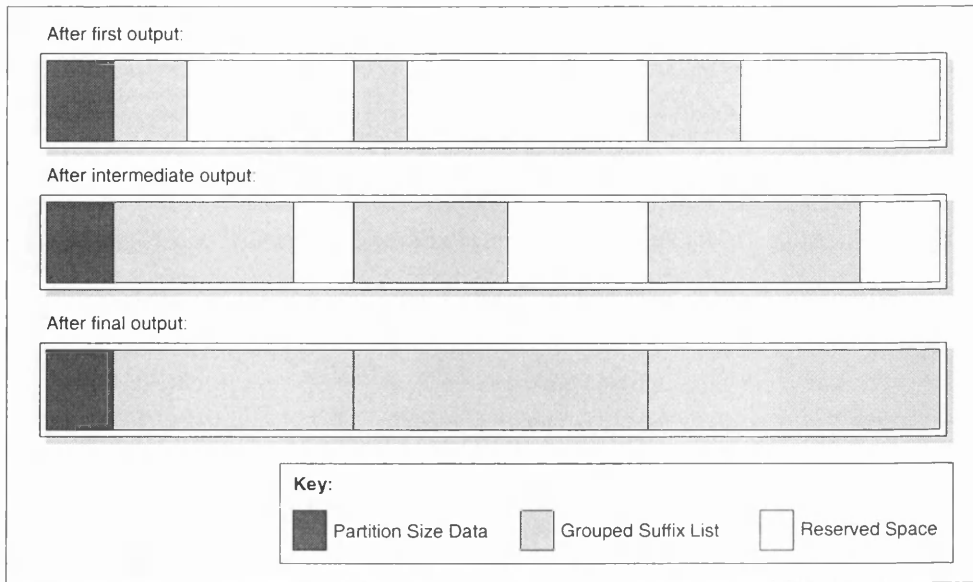 After first output:
After intermediate output:
After final output:
Key:
Partition Size Data
Grouped Suffix List
Reserved Space